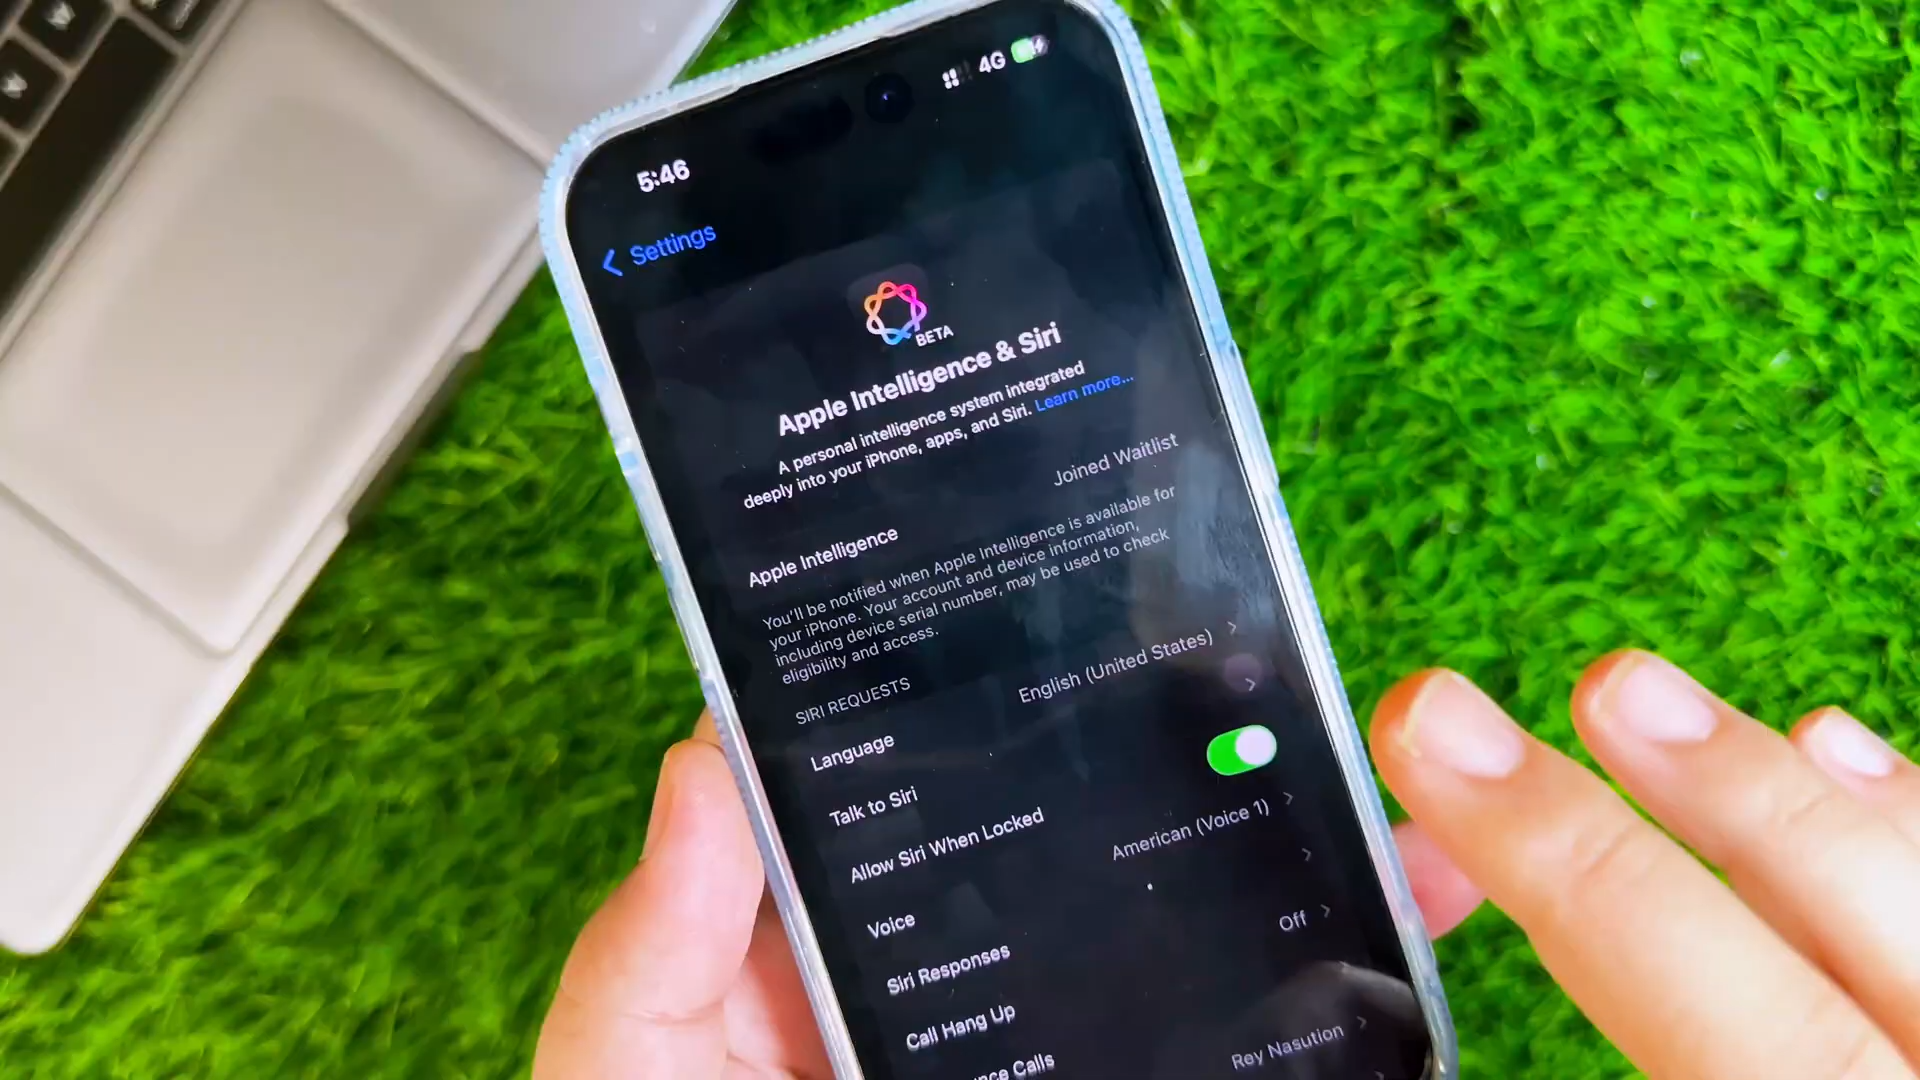 5:46
4G
Settings
BETA
Apple Intelligence & Siri
A personal intelligence system integrated
deeply into your iPhone, apps, and Siri. Learn more...
Apple Intelligence Joined Waitlist
You'll be notified when Apple Intelligence is available for
your iPhone. Your account and device information,
including device serial number, may be used to check
eligibility and access.
SIRI REQUESTS
Language English (United States)
Talk to Siri
Allow Siri When Locked
Voice American (Voice 1)
Siri Responses
Call Hang Up Off
Calls
Rey Nasution